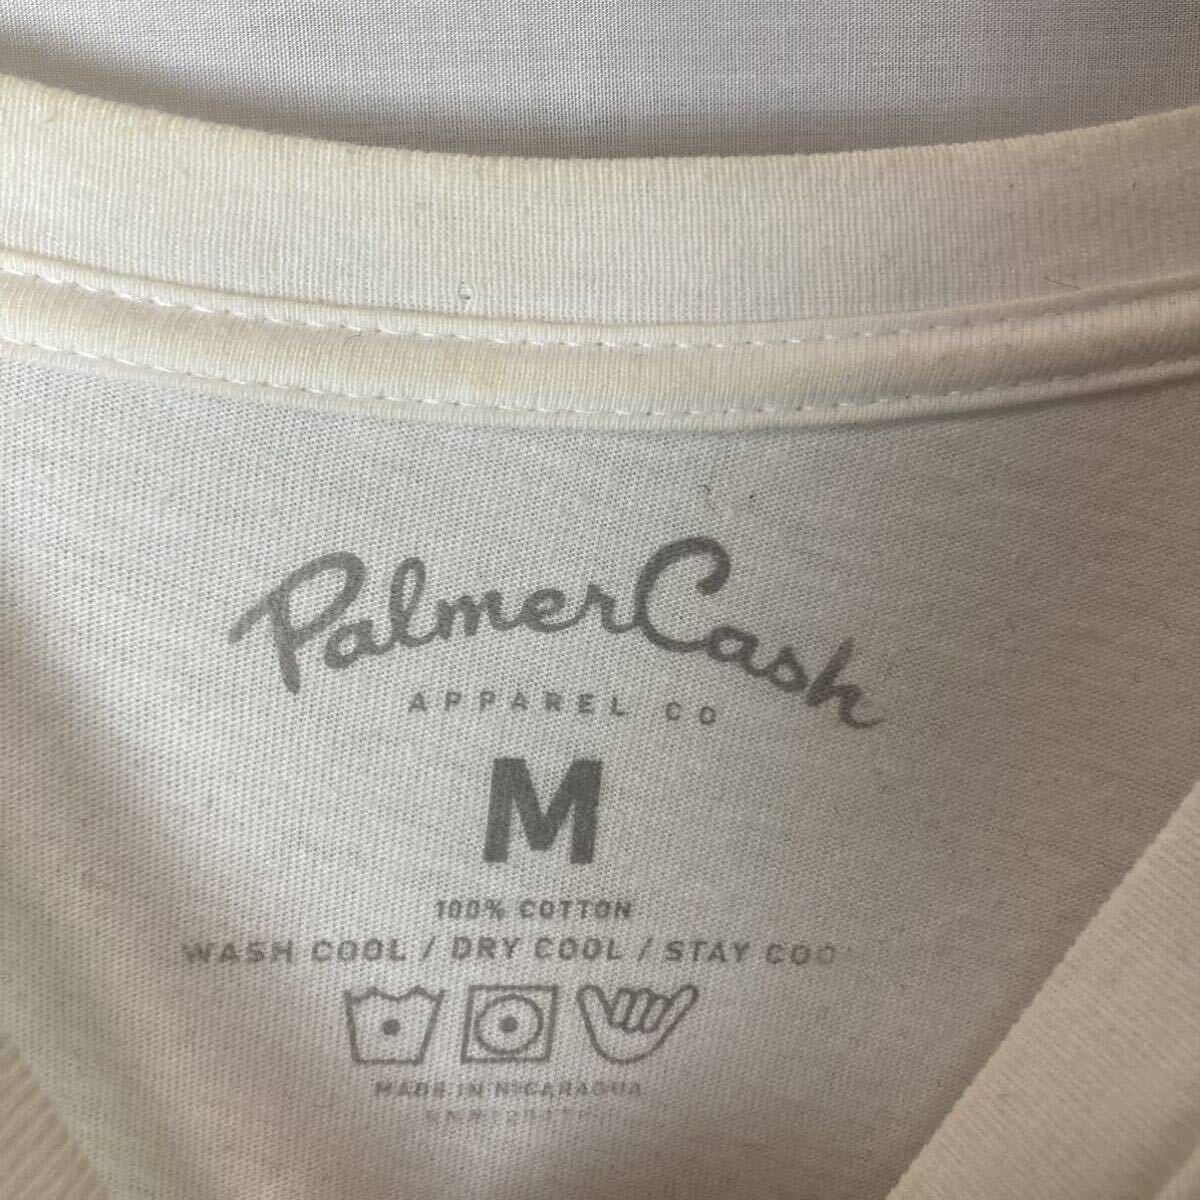 PalmerCash
APPAREL CO
M
100% COTTON
WASH COOL / DRY COOL / STAY COO
MADE IN NICARAGUA